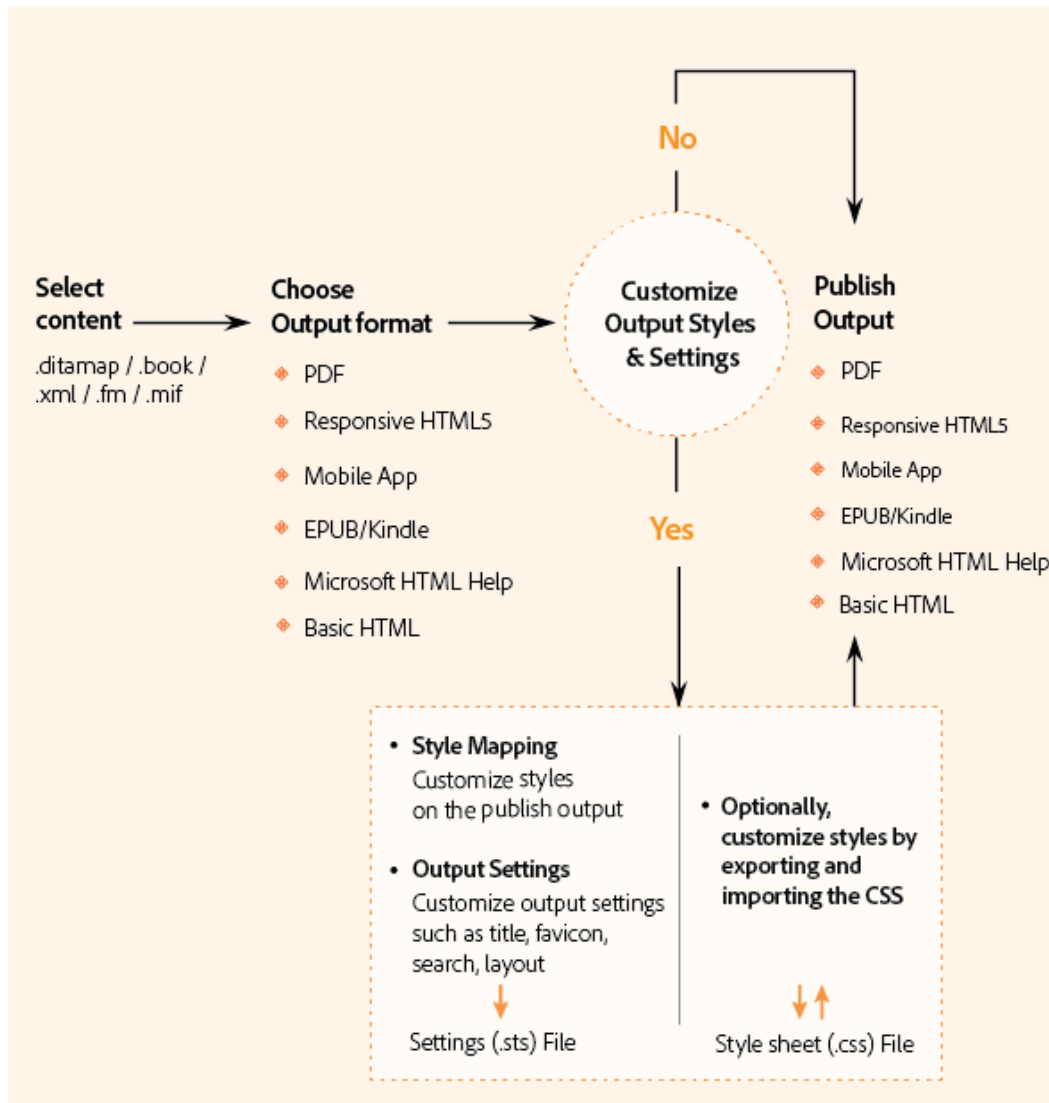 No
Select
content
.ditamap / .book /
.xml / .fm / .mif
Choose
Output format
PDF
Responsive HTML5
Mobile App
EPUB/Kindle
Microsoft HTML Help
Basic HTML
Customize
Output Styles
& Settings
Yes
Publish
Output
PDF
Responsive HTML5
Mobile App
EPUB/Kindle
Microsoft HTML Help
Basic HTML
• Style Mapping
Customize styles
on the publish output
• Output Settings
Customize output settings
such as title, favicon,
search, layout
Settings (.sts) File
• Optionally,
customize styles by
exporting and
importing the CSS
Style sheet (.css) File